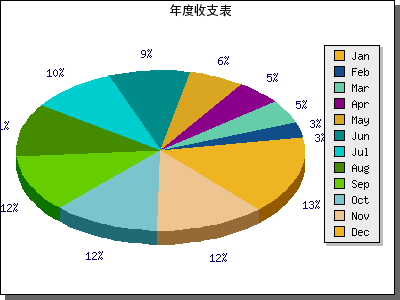 年度收支表
9%
6%
10%
5%
5%
3%
3%
1%
12%
12%
12%
13%
Jan
Feb
Mar
Apr
May
Jun
Jul
Aug
Sep
Oct
Nov
Dec